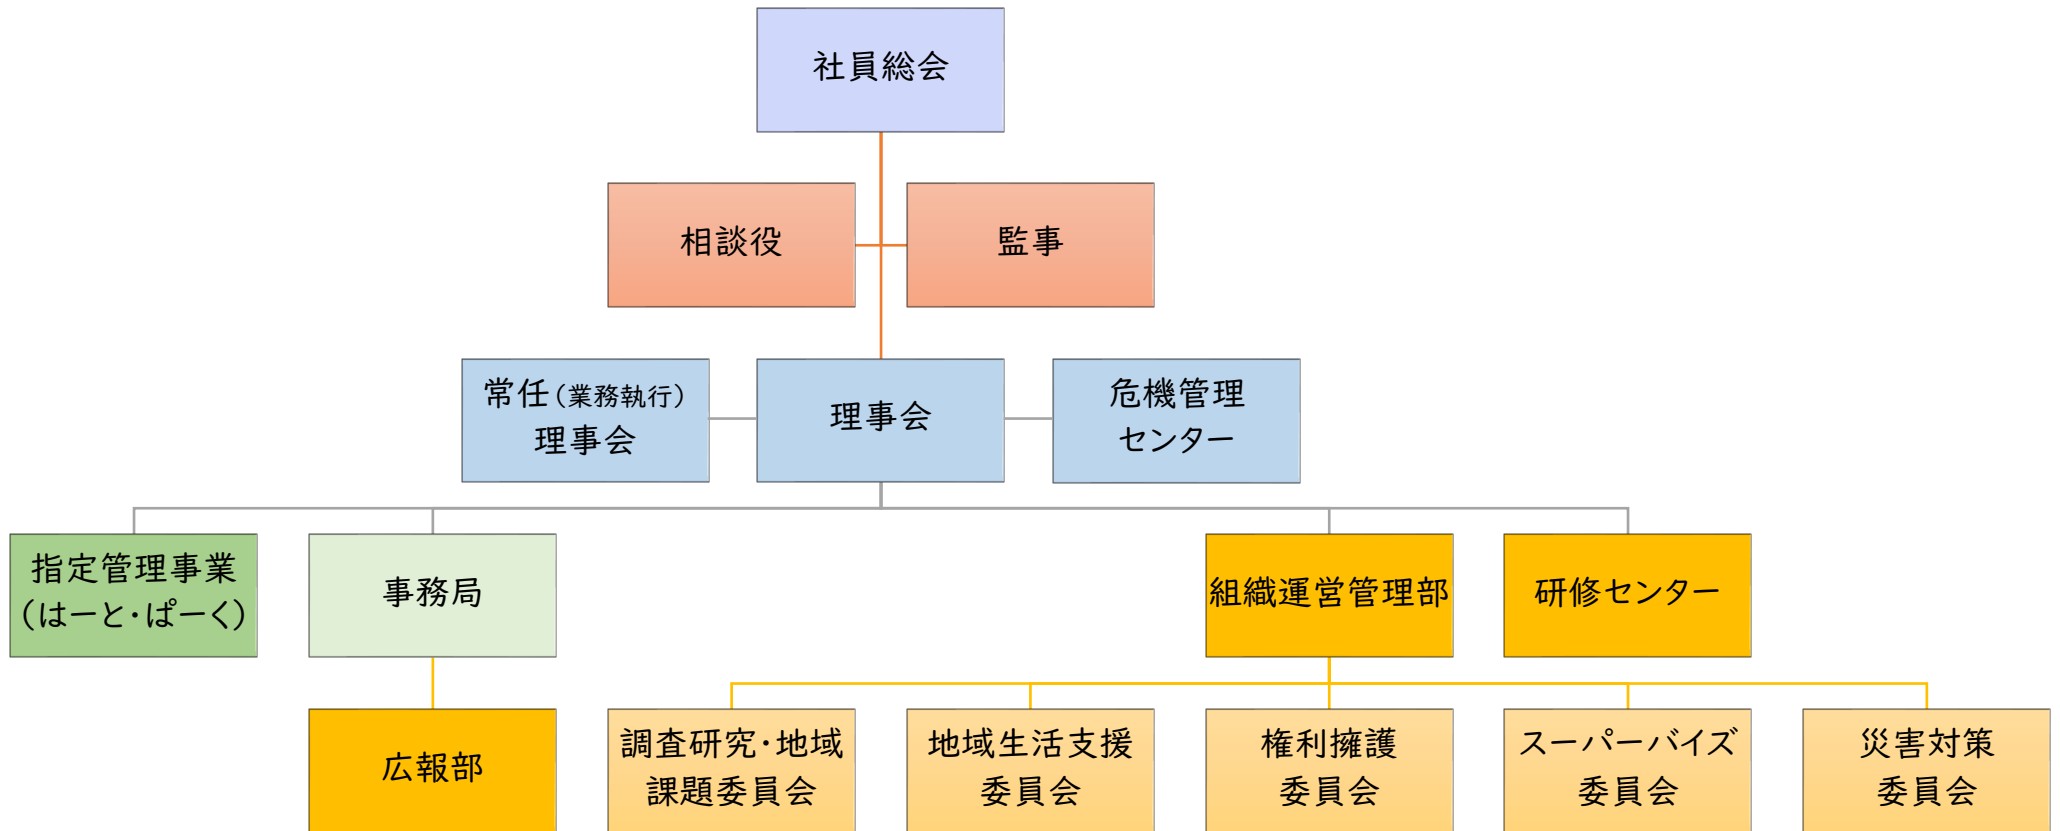 社員総会
相談役
監事
常任(業務執行)
理事会
理事会
危機管理
センター
指定管理事業
(はーと・ぱーく)
事務局
組織運営管理部
研修センター
広報部
調査研究・地域
課題委員会
地域生活支援
委員会
権利擁護
委員会
スーパーバイズ
委員会
災害対策
委員会